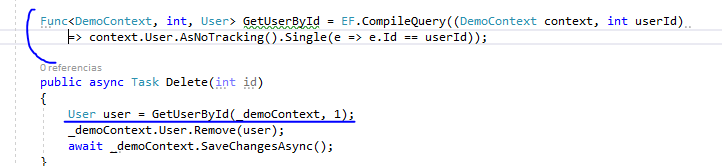 Func<DemoContext, int, User> GetUserById = EF.CompileQuery((DemoContext context, int userId)
=> context.User.AsNoTracking().Single(e => e.Id == userId));
0 referencias
public async Task Delete(int id)
{
User user = GetUserById(_demoContext, 1);
_demoContext.User.Remove(user);
await _demoContext.SaveChangesAsync();
}